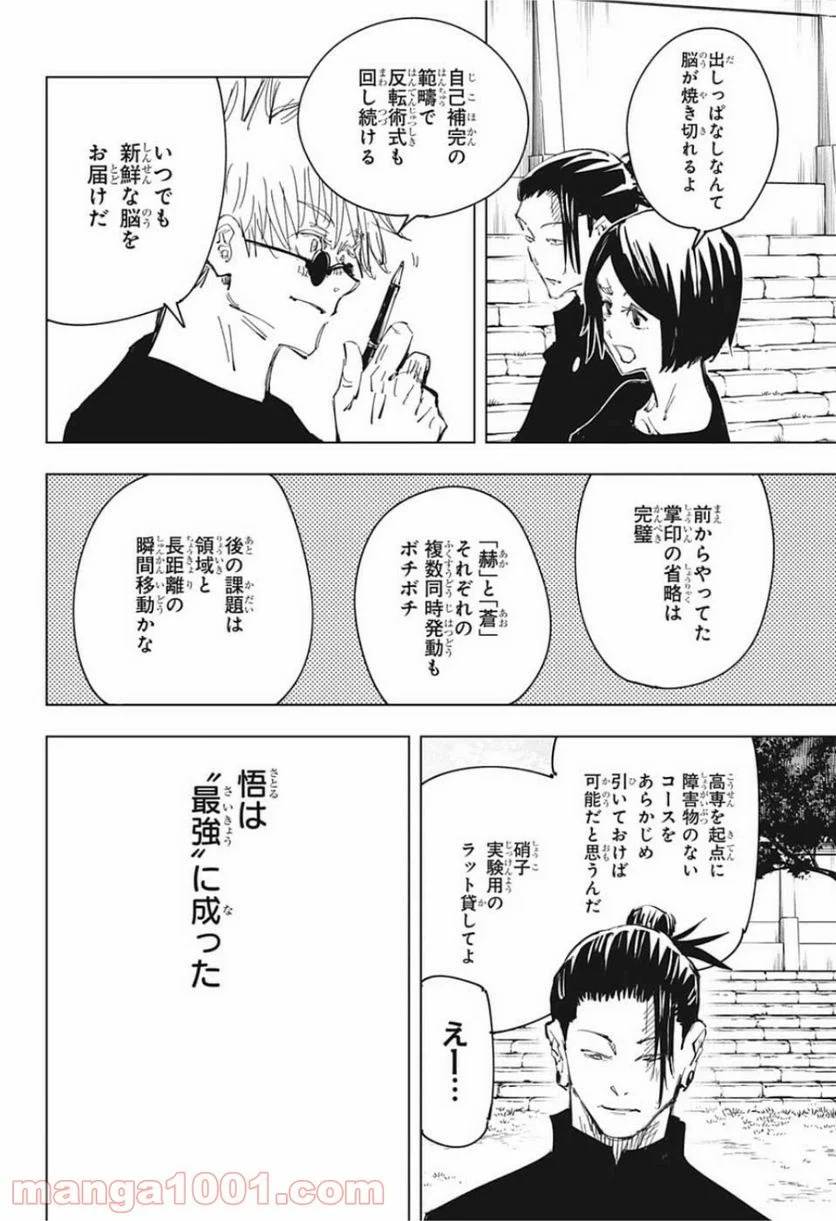 出しっぱなしなんて
脳が焼き切れるよ
自己補完の
範疇で
反転術式も
回し続ける
いつでも
新鮮な脳を
お届けだ
前からやってた
掌印の省略は
完璧
「赫」と「蒼」
それぞれの
複数同時発動も
ボチボチ
後の課題は
領域と
長距離の
瞬間移動かな
高専を起点に
障害物のない
コースを
あらかじめ
引いておけば
可能だと思うんだ
硝子
実験用の
ラット貸してよ
えー…
悟は
〝最強〟に成った
manga1001.com